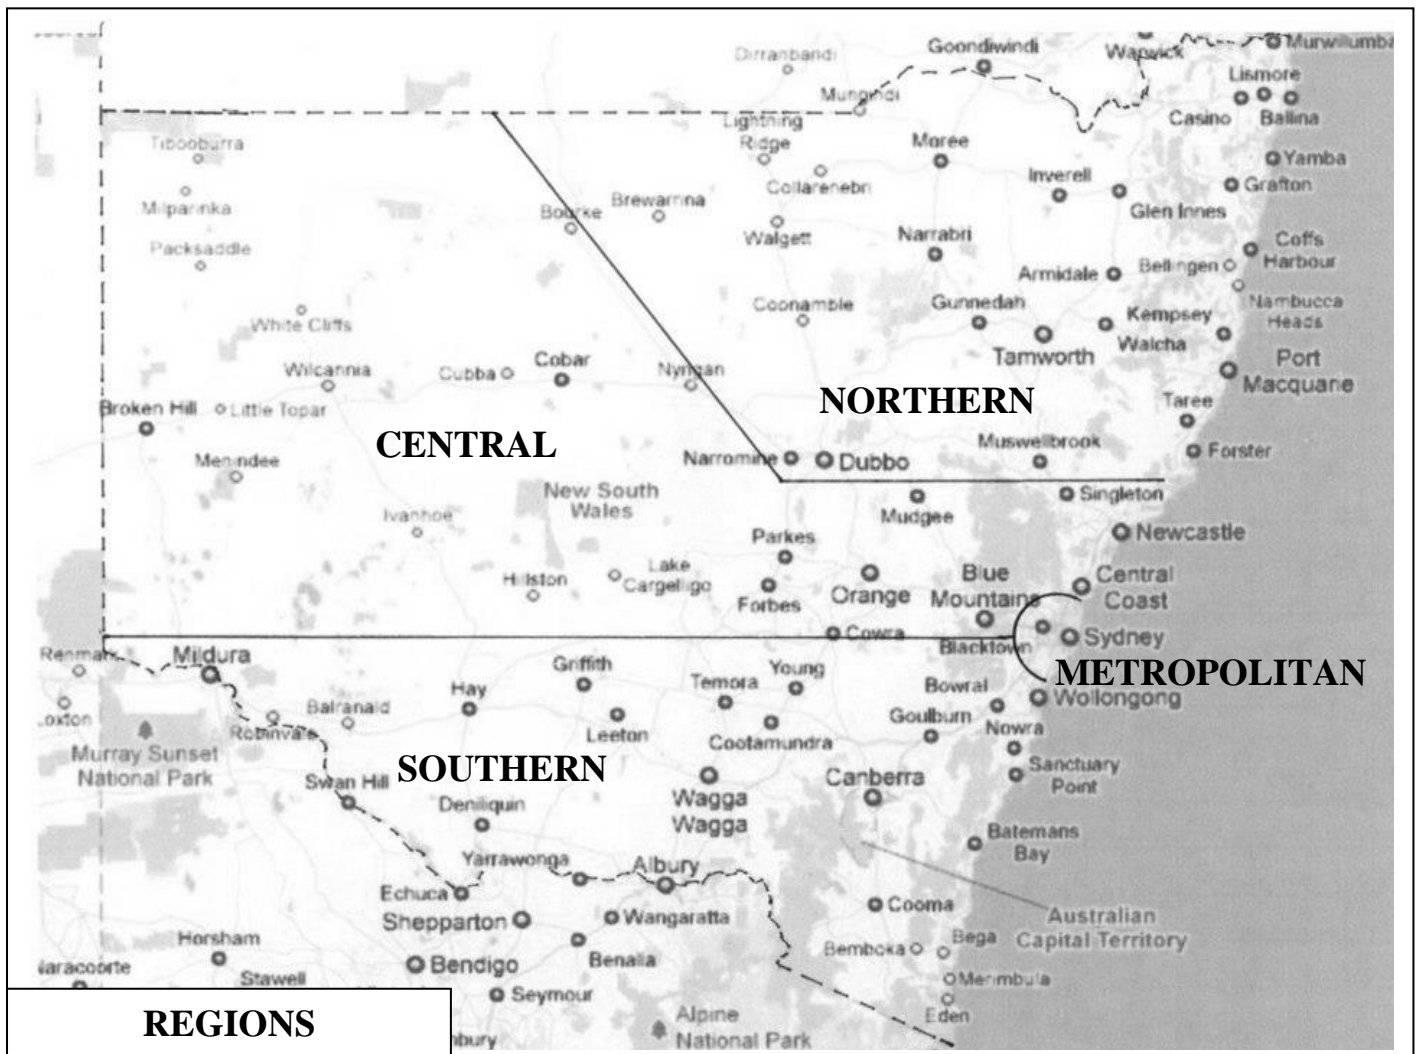 Murwillumba
Dirranbandi
Goondiwindi
Warwick
Lismore
Mungindi
Casino
Ballina
Lightning
Ridge
Moree
Tibooburra
Yamba
Inverell
Grafton
Collarenebri
Milparinka
Brewarrina
Glen Innes
Bourke
Walgett
Narrabri
Packsaddle
Coffs
Harbour
Armidale
Bellingen
Coonamble
Gunnedah
Nambucca
Heads
Kempsey
White Cliffs
Walcha
Tamworth
Port
Macquarie
Cobar
Wilcannia
Cubba
Nyngan
NORTHERN
Taree
Broken Hill
Little Topar
CENTRAL
Muswellbrook
Forster
Menindee
Narromine
Dubbo
New South
Wales
Singleton
Ivanhoe
Mudgee
Newcastle
Parkes
Lake
Cargelligo
Hillston
Blue
Mountains
Central
Coast
Orange
Forbes
Cowra
Sydney
Blacktown
Renmark
Mildura
Griffith
Young
METROPOLITAN
Hay
Temora
Bowral
Wollongong
Balranald
Loxton
Robinvale
Leeton
Cootamundra
Goulburn
Nowra
Murray Sunset
National Park
SOUTHERN
Sanctuary
Point
Swan Hill
Canberra
Wagga
Wagga
Deniliquin
Batemans
Bay
Yarrawonga
Albury
Echuca
Cooma
Shepparton
Wangaratta
Australian
Capital Territory
Horsham
Bemboka
Bega
Naracoorte
Bendigo
Benalla
Stawell
Merimbula
Seymour
Eden
Alpine
National Park
REGIONS
nbury